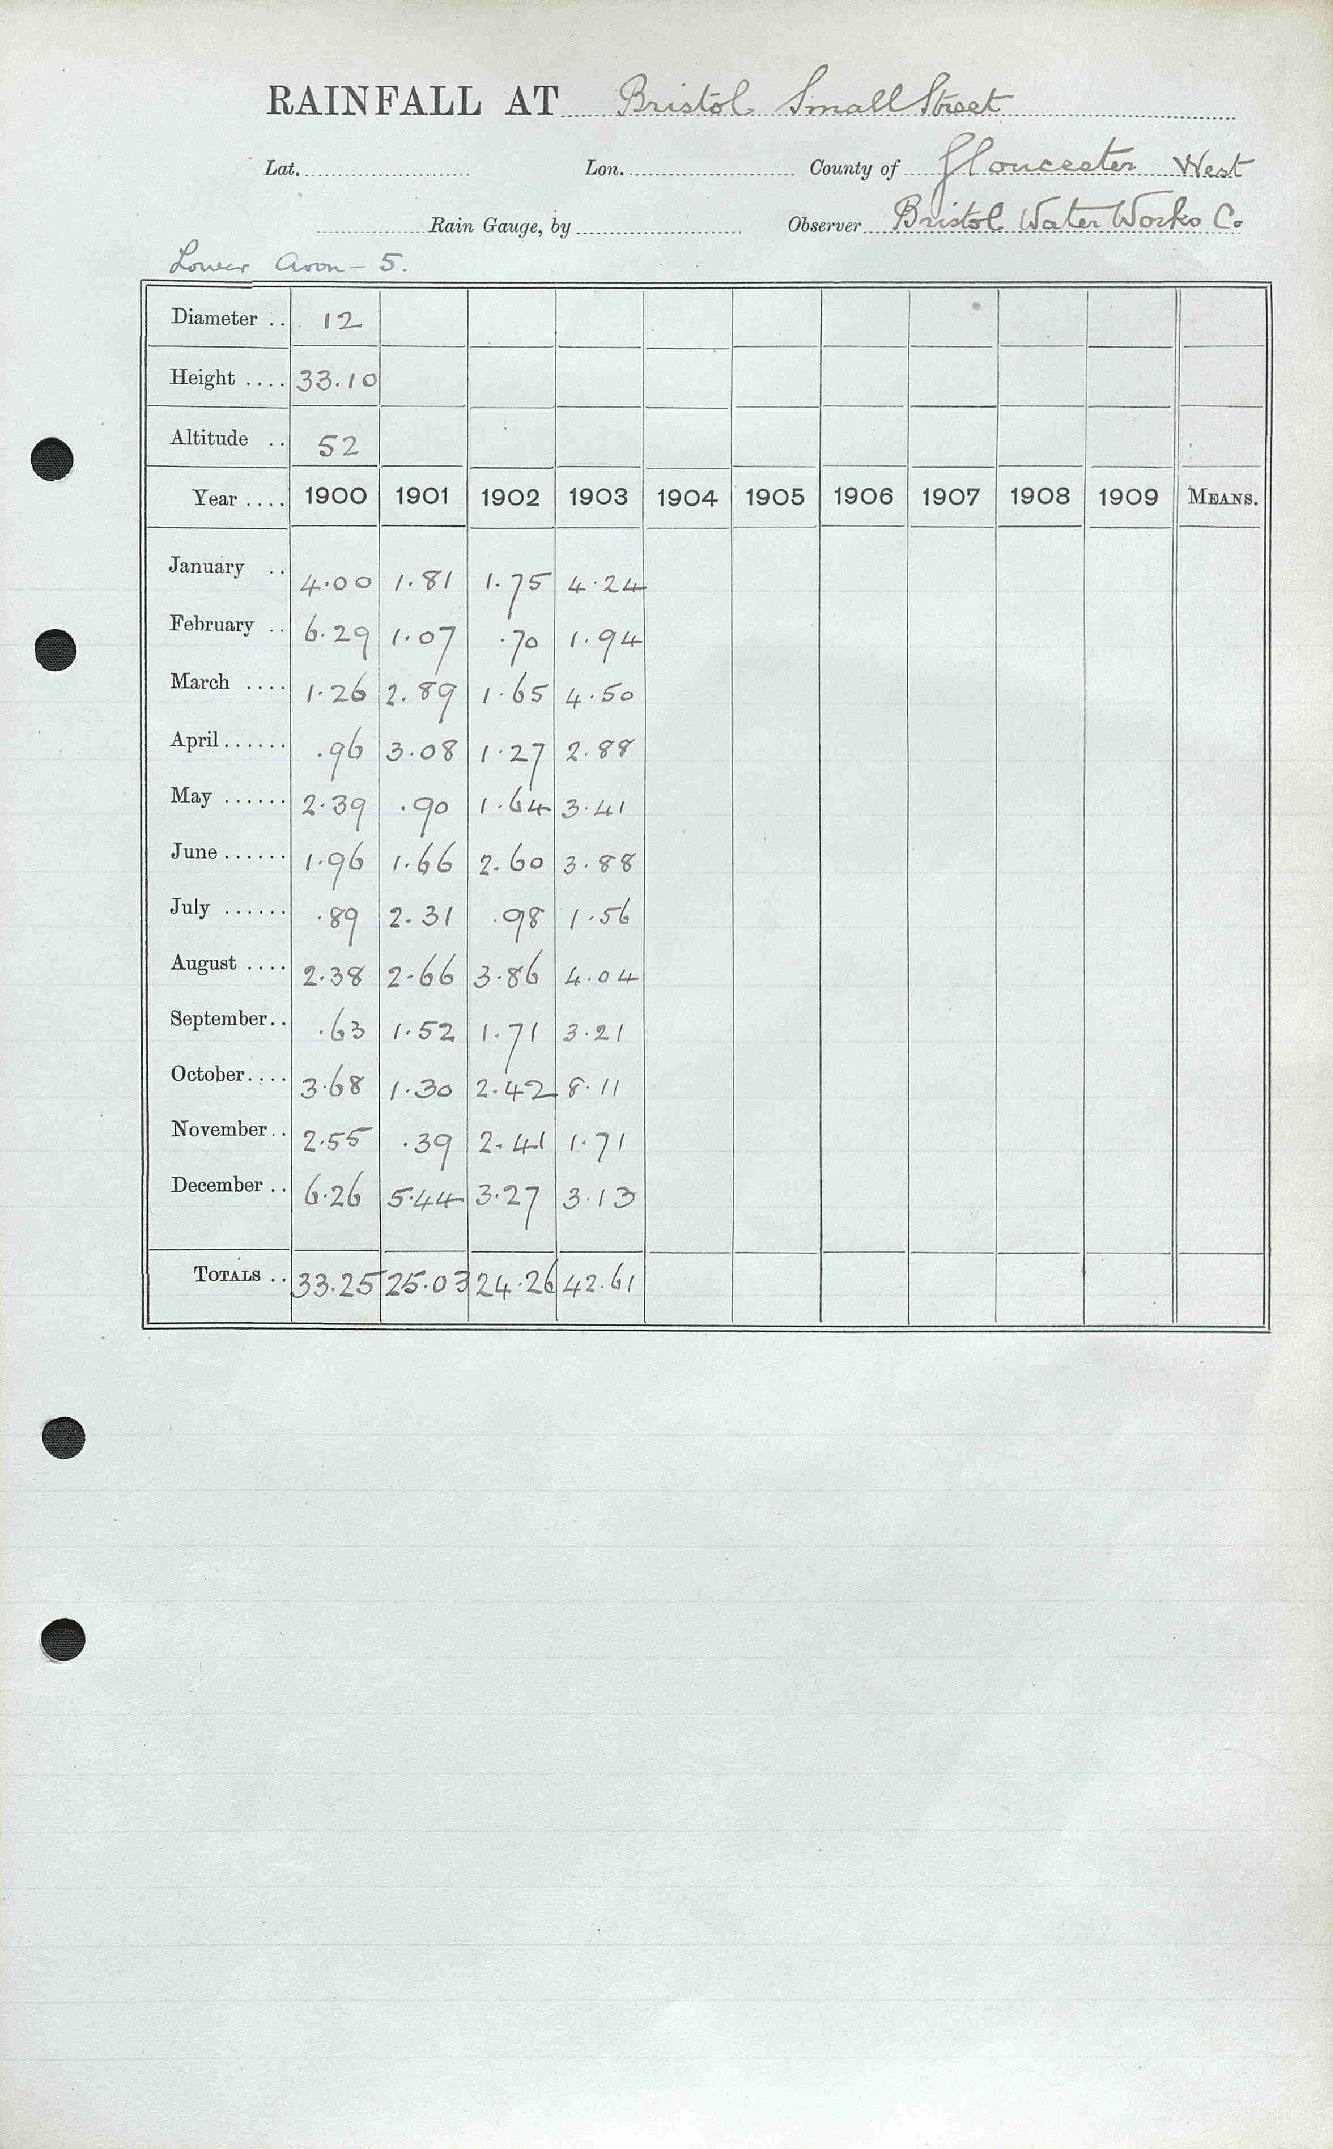 RAINFALL AT Bristol Small Street
Lat. Lon. County of Gloucester West
Rain Gauge, by Observer Bristol Water Works Co
Lower Avon - 5.
Diameter .. 12
Height .... 33.10
Altitude .. 52
Year .... 1900 1901 1902 1903 1904 1905 1906 1907 1908 1909 MEANS.
January .. 4.00 1.81 1.75 4.24
February .. 6.29 1.07 .70 1.94
March .... 1.26 2.89 1.65 4.50
April ...... .96 3.08 1.27 2.88
May ...... 2.39 .90 1.64 3.41
June ...... 1.96 1.66 2.60 3.88
July ...... .89 2.31 .98 1.56
August .... 2.38 2.66 3.86 4.04
September.. .63 1.52 1.71 3.21
October.... 3.68 1.30 2.42 8.11
November.. 2.55 .39 2.41 1.71
December .. 6.26 5.44 3.27 3.13
TOTALS .. 33.25 25.03 24.26 42.61